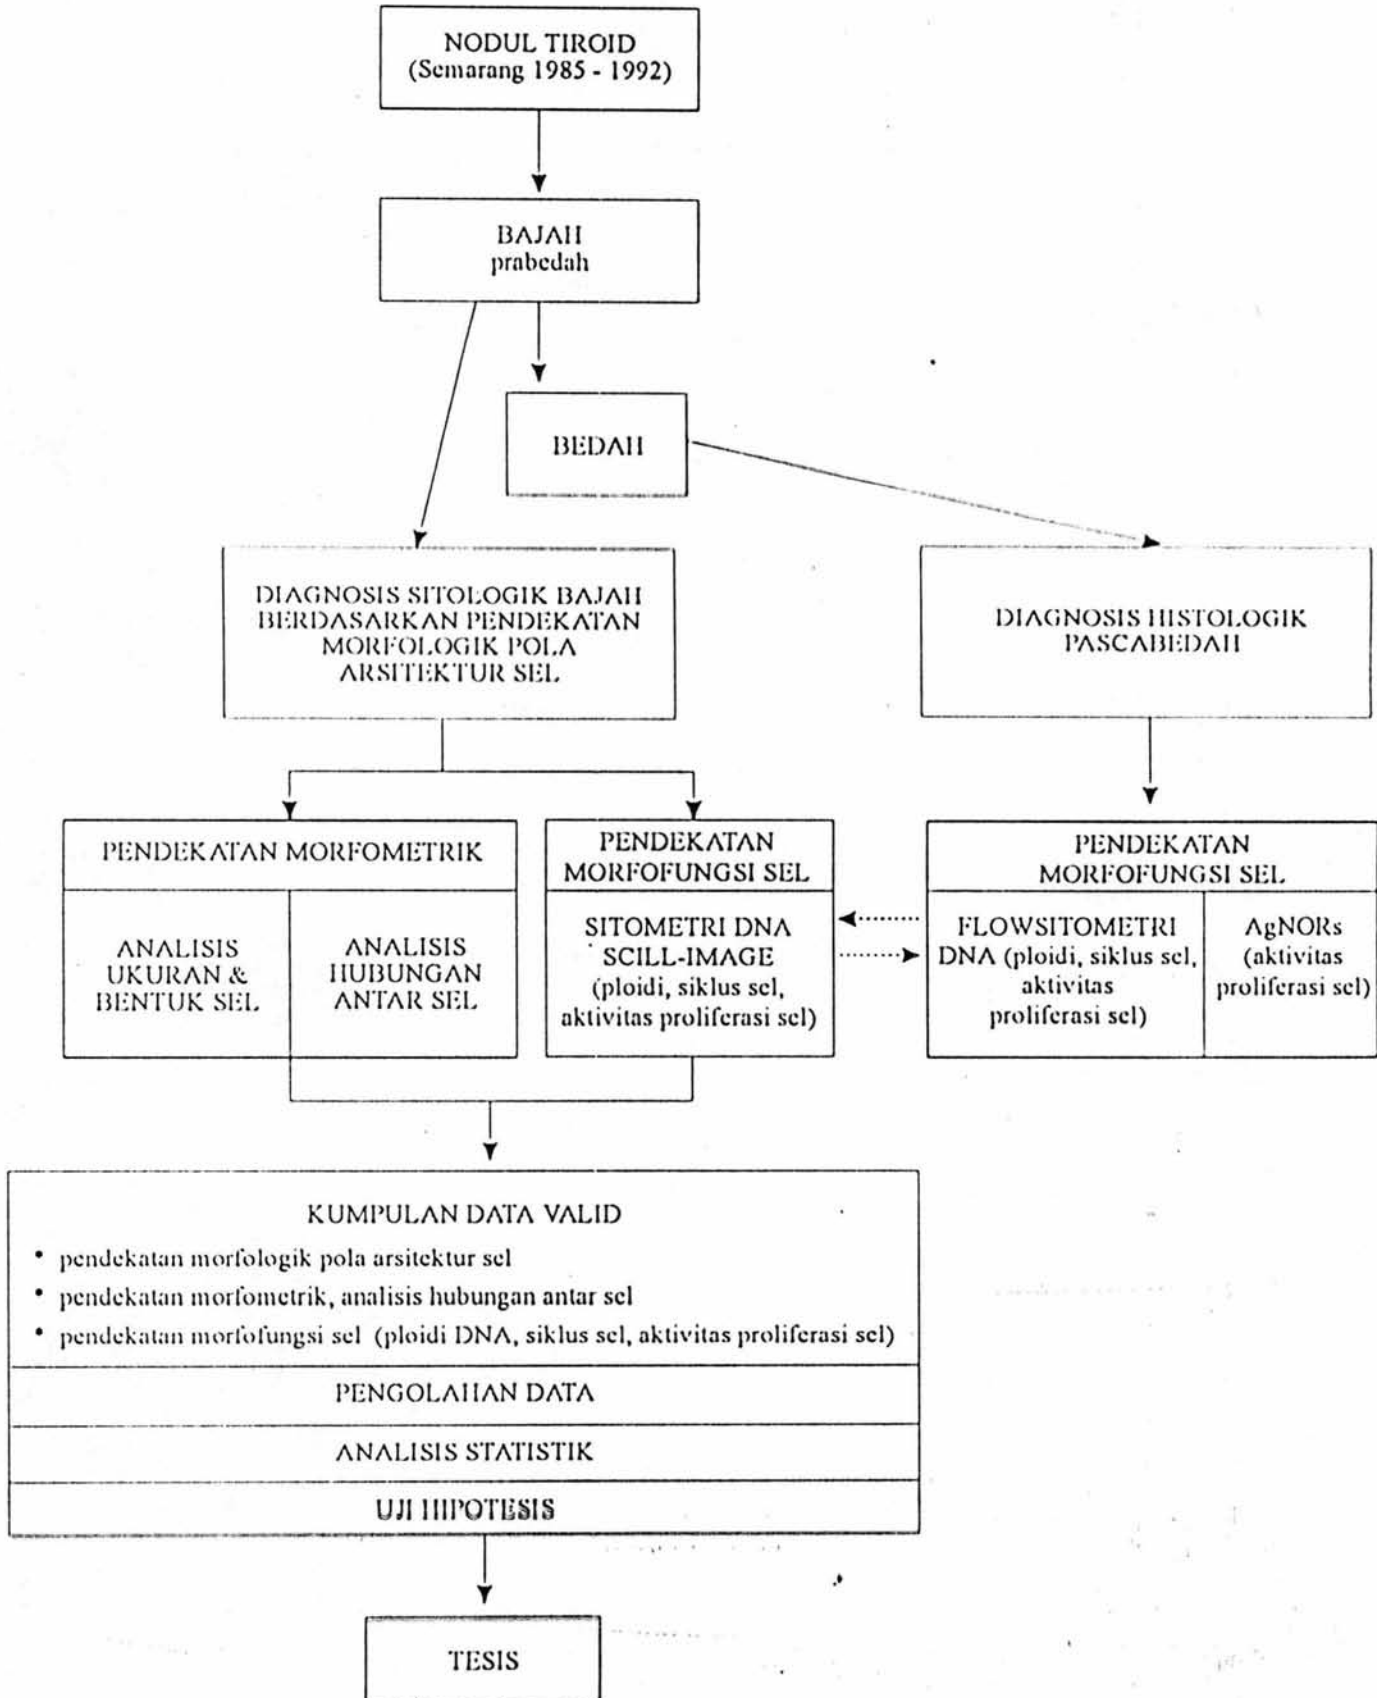 NODUL TIROID
(Semarang 1985 - 1992)
BAJAH
prabedah
BEDAH
DIAGNOSIS SITOLOGIK BAJAH
BERDASARKAN PENDEKATAN
MORFOLOGIK POLA
ARSITEKTUR SEL
DIAGNOSIS HISTOLOGIK
PASCABEDAH
PENDEKATAN MORFOMETRIK
ANALISIS
UKURAN &
BENTUK SEL
ANALISIS
HUBUNGAN
ANTAR SEL
PENDEKATAN
MORFOFUNGSI SEL
SITOMETRI DNA
SCILL-IMAGE
(ploidi, siklus sel,
aktivitas proliferasi sel)
PENDEKATAN
MORFOFUNGSI SEL
FLOWSITOMETRI
DNA (ploidi, siklus sel,
aktivitas
proliferasi sel)
AgNORs
(aktivitas
proliferasi sel)
KUMPULAN DATA VALID
• pendekatan morfologik pola arsitektur sel
• pendekatan morfometrik, analisis hubungan antar sel
• pendekatan morfofungsi sel (ploidi DNA, siklus sel, aktivitas proliferasi sel)
PENGOLAHAN DATA
ANALISIS STATISTIK
UJI HIPOTESIS
TESIS